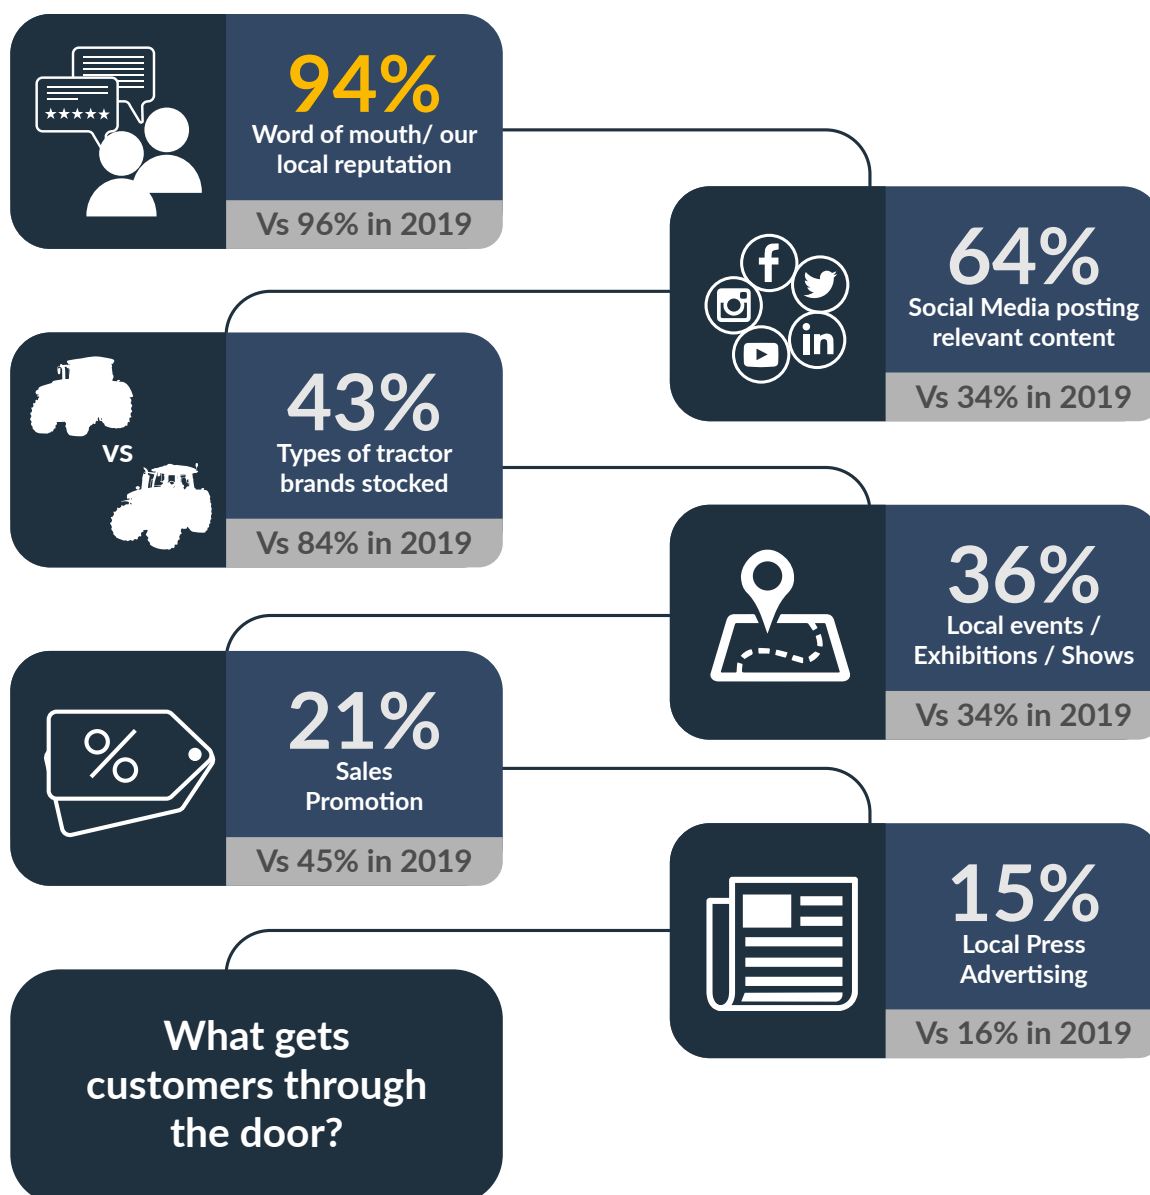 94%
Word of mouth/ our
local reputation
Vs 96% in 2019
64%
Social Media posting
relevant content
Vs 34% in 2019
43%
Types of tractor
brands stocked
Vs 84% in 2019
vs
36%
Local events /
Exhibitions / Shows
Vs 34% in 2019
21%
Sales
Promotion
Vs 45% in 2019
15%
Local Press
Advertising
Vs 16% in 2019
What gets
customers through
the door?